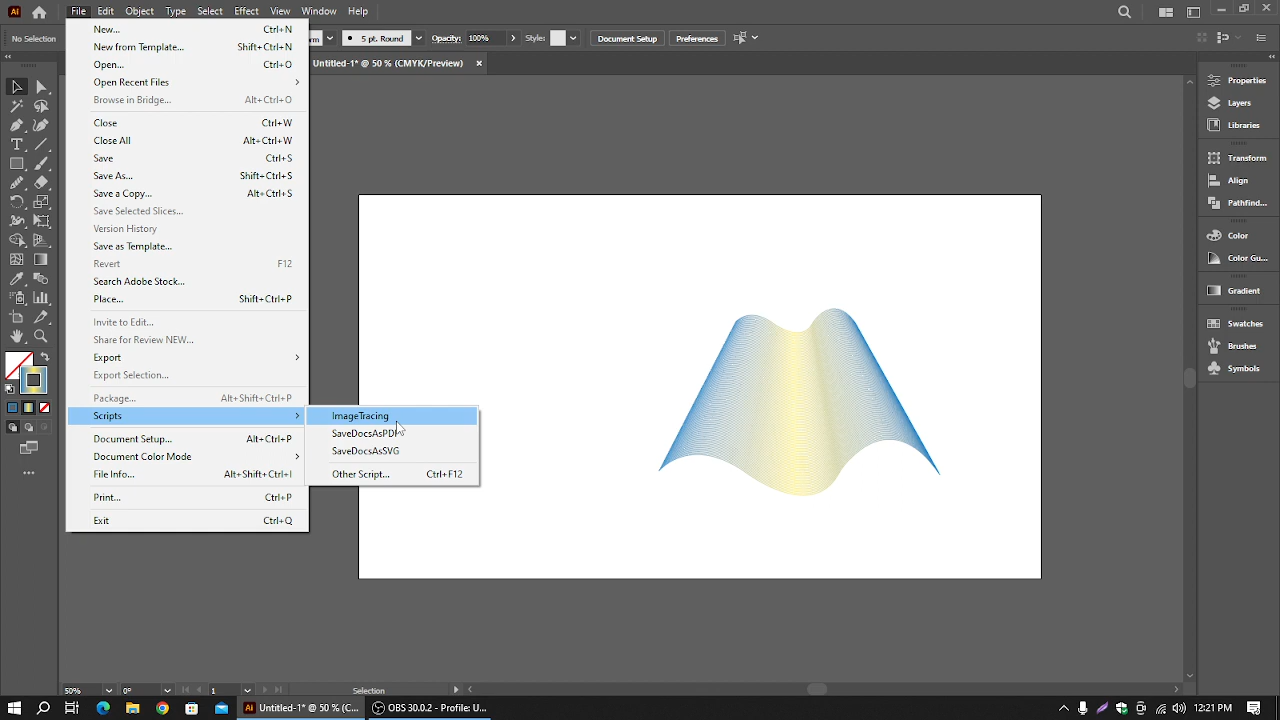 Ai File Edit Object Type Select Effect View Window Help
No Selection 5 pt. Round Opacity: 100% Style: Document Setup Preferences
Untitled-1* @ 50 % (CMYK/Preview) ×
New... Ctrl+N
New from Template... Shift+Ctrl+N
Open... Ctrl+O
Open Recent Files
Browse in Bridge... Alt+Ctrl+O
Close Ctrl+W
Close All Alt+Ctrl+W
Save Ctrl+S
Save As... Shift+Ctrl+S
Save a Copy... Alt+Ctrl+S
Save Selected Slices...
Version History
Save as Template...
Revert F12
Search Adobe Stock...
Place... Shift+Ctrl+P
Invite to Edit...
Share for Review NEW...
Export
Export Selection...
Package... Alt+Shift+Ctrl+P
Scripts
Document Setup... Alt+Ctrl+P
Document Color Mode
File Info... Alt+Shift+Ctrl+I
Print... Ctrl+P
Exit Ctrl+Q
ImageTracing
SaveDocsAsPDF
SaveDocsAsSVG
Other Script... Ctrl+F12
Properties
Layers
Libraries
Transform
Align
Pathfind...
Color
Color Gu...
Gradient
Swatches
Brushes
Symbols
50% 0° 1 Selection
Ai Untitled-1* @ 50 % (C... OBS 30.0.2 - Profile: U... 12:21 PM